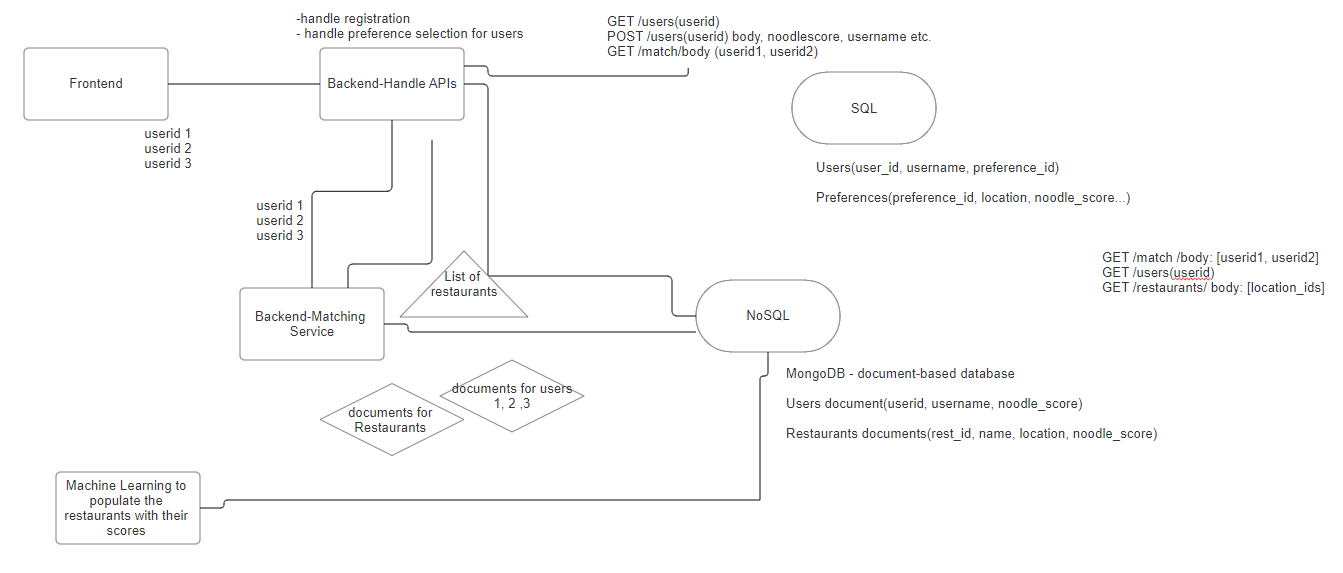 -handle registration
- handle preference selection for users
GET /users(userid)
POST /users(userid) body, noodlescore, username etc.
GET /match/body (userid1, userid2)
Frontend
Backend-Handle APIs
SQL
userid 1
userid 2
userid 3
Users(user_id, username, preference_id)
Preferences(preference_id, location, noodle_score...)
userid 1
userid 2
userid 3
GET /match /body: [userid1, userid2]
GET /users(userid)
GET /restaurants/ body: [location_ids]
List of
restaurants
Backend-Matching
Service
NoSQL
MongoDB - document-based database
Users document(userid, username, noodle_score)
Restaurants documents(rest_id, name, location, noodle_score)
documents for users
1, 2 ,3
documents for
Restaurants
Machine Learning to
populate the
restaurants with their
scores